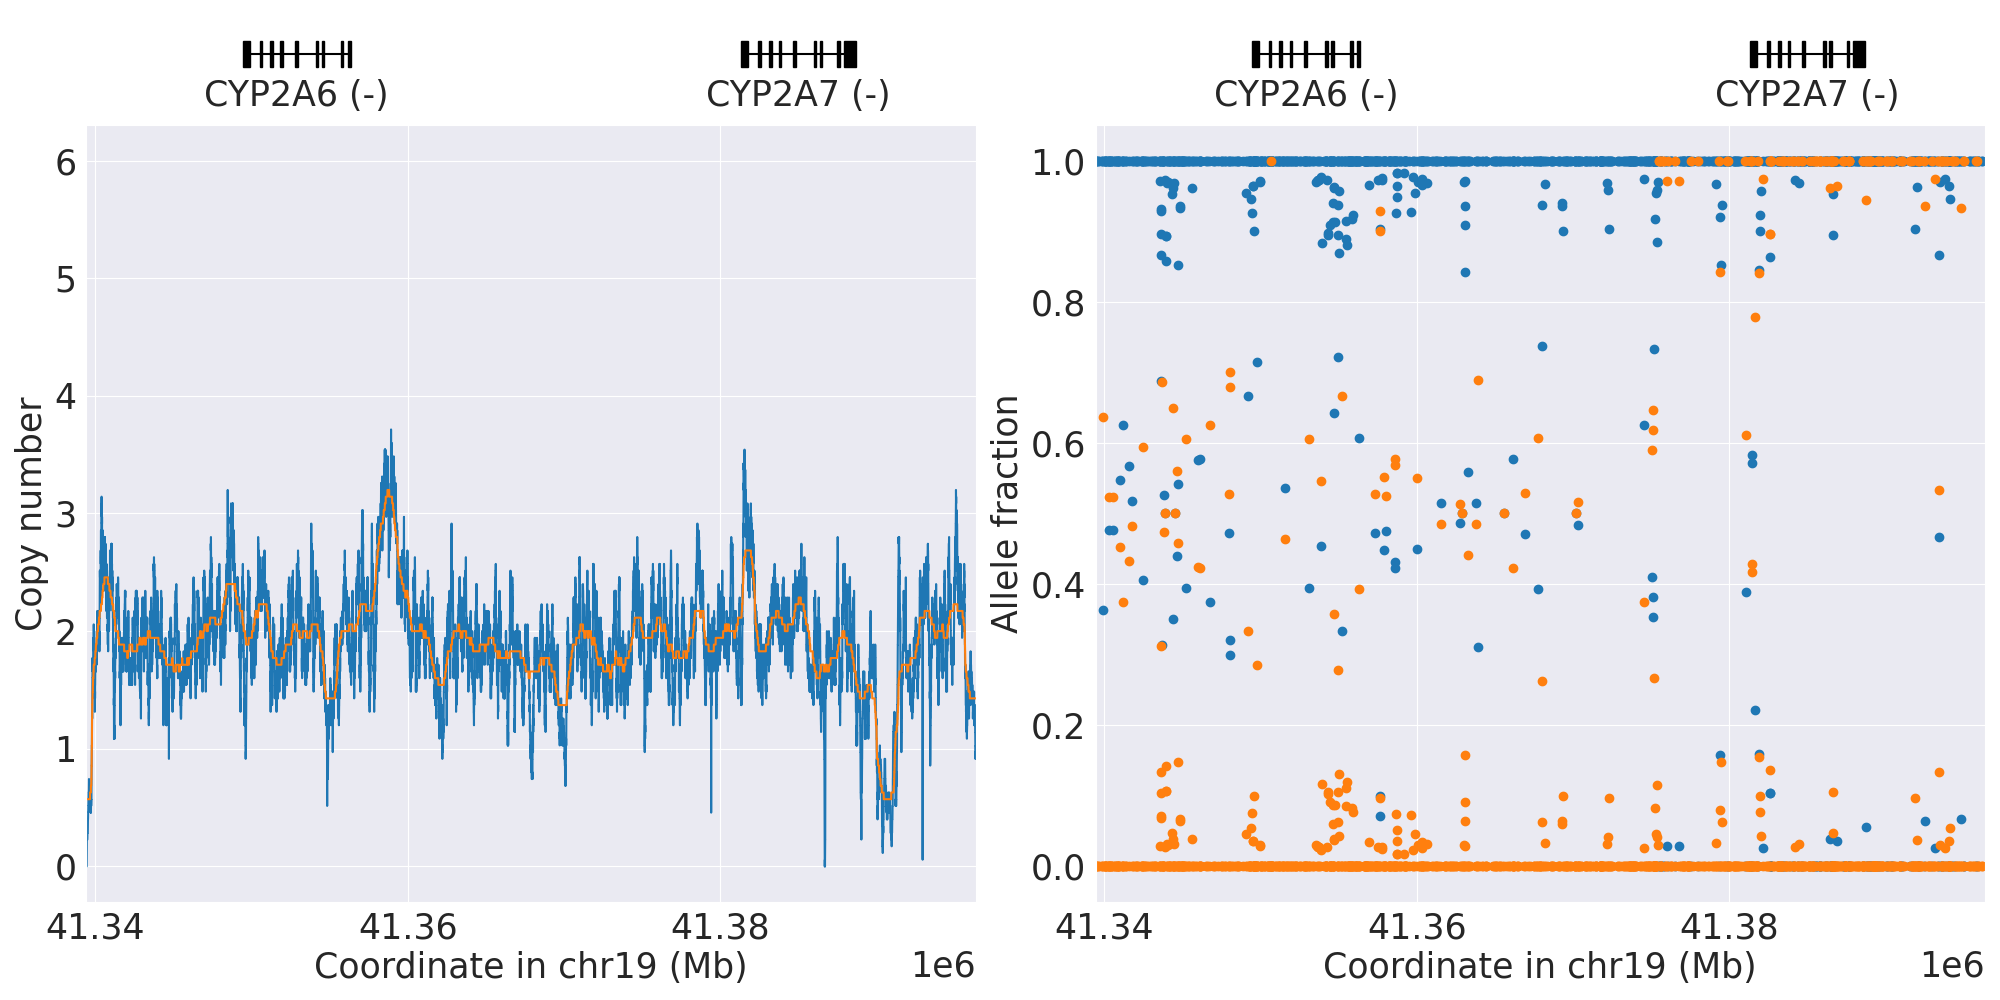 CYP2A6 (-)
CYP2A7 (-)
6
5
4
3
2
1
0
Copy number
41.34
41.36
41.38
Coordinate in chr19 (Mb)
1e6
CYP2A6 (-)
CYP2A7 (-)
1.0
0.8
0.6
0.4
0.2
0.0
Allele fraction
41.34
41.36
41.38
Coordinate in chr19 (Mb)
1e6